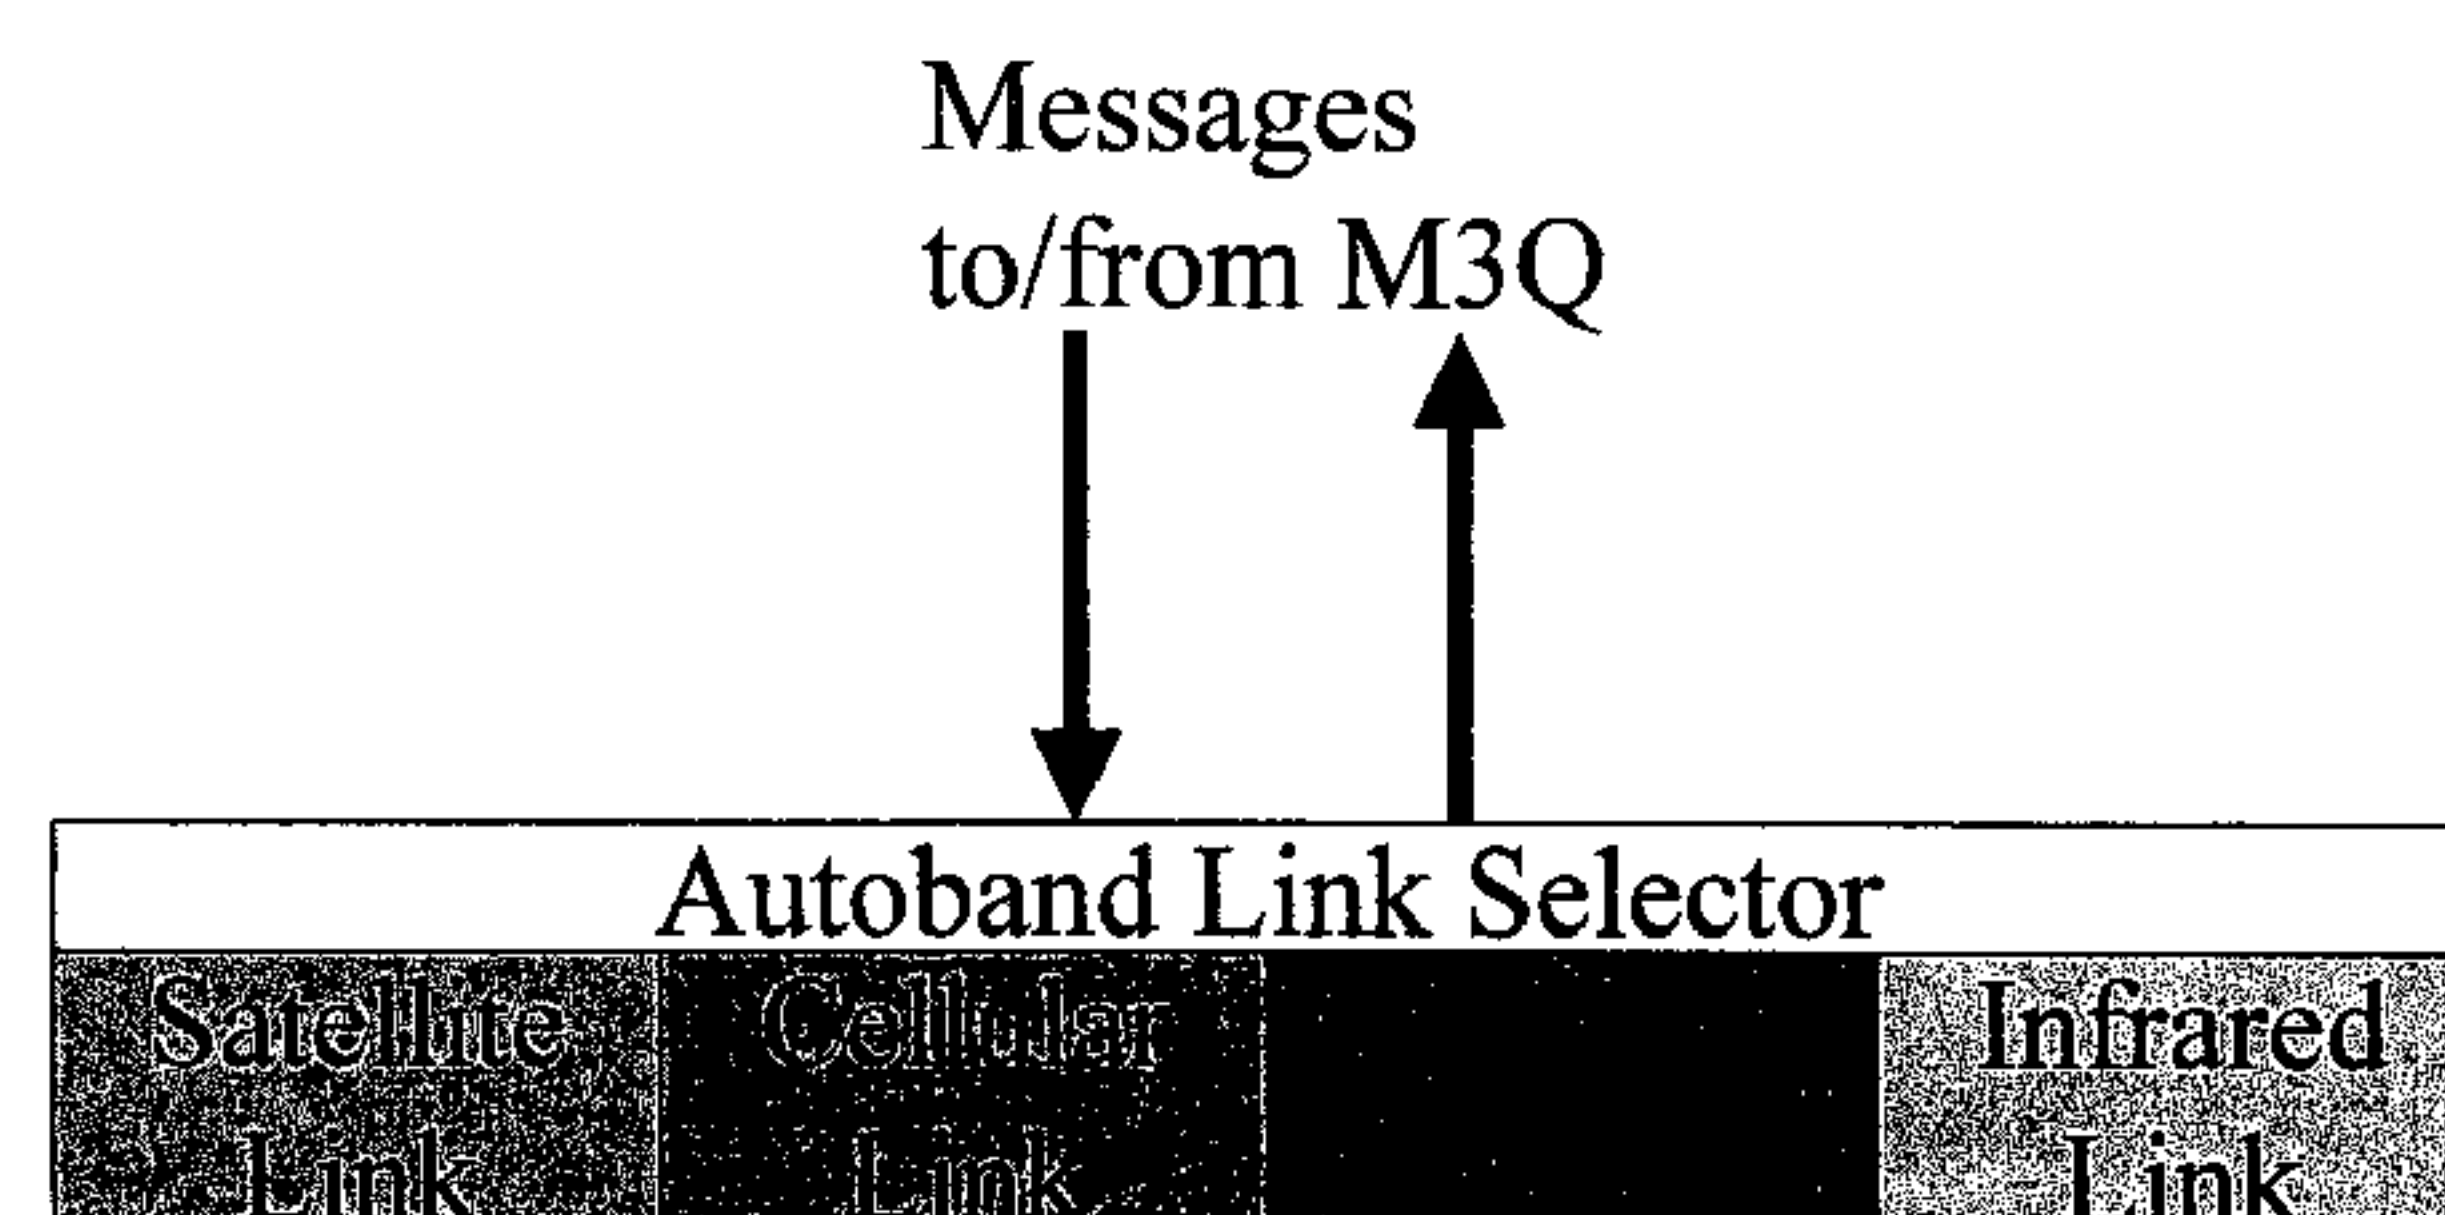 Messages
to/from M3Q
Autoband Link Selector
Satellite
Link
Cellular
Link
Infrared
Link